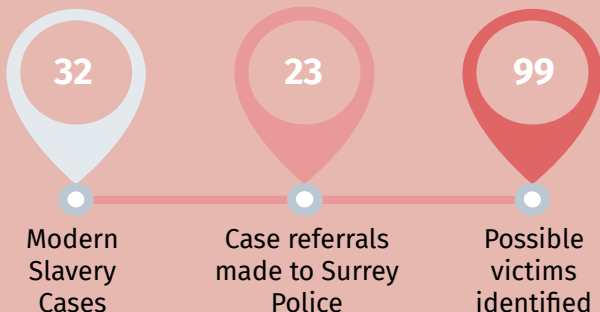 32
23
99
Modern
Slavery
Cases
Case referrals
made to Surrey
Police
Possible
victims
identified